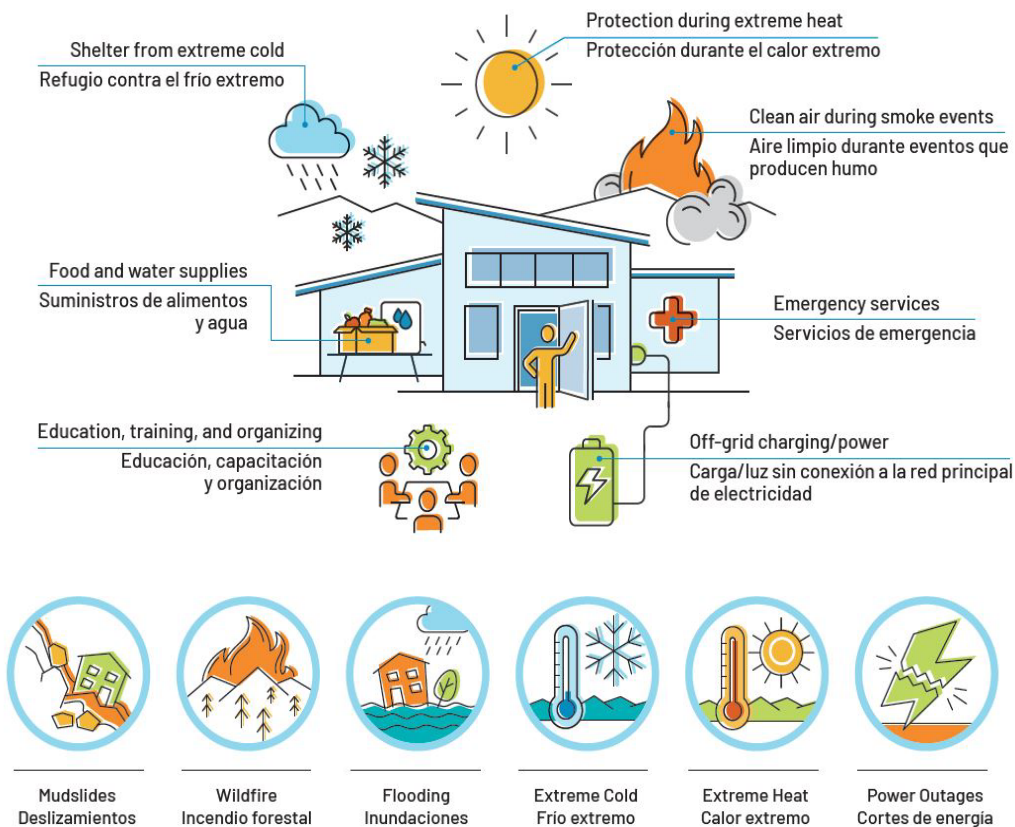 Protection during extreme heat
Protección durante el calor extremo
Shelter from extreme cold
Refugio contra el frío extremo
Clean air during smoke events
Aire limpio durante eventos que
producen humo
Food and water supplies
Suministros de alimentos
y agua
Emergency services
Servicios de emergencia
Education, training, and organizing
Educación, capacitación
y organización
Off-grid charging/power
Carga/luz sin conexión a la red principal
de electricidad
Mudslides
Deslizamientos
Wildfire
Incendio forestal
Flooding
Inundaciones
Extreme Cold
Frío extremo
Extreme Heat
Calor extremo
Power Outages
Cortes de energía